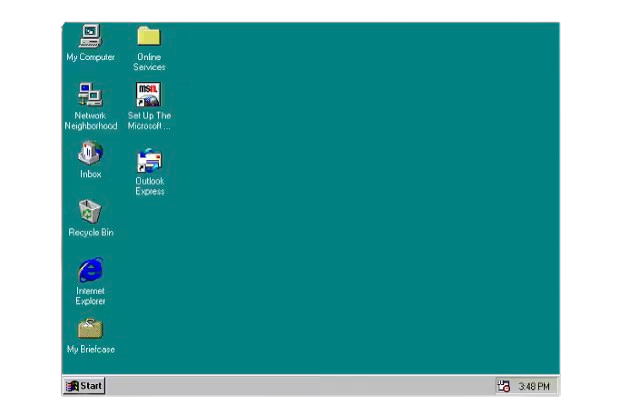 My Computer
Online
Services
Network
Neighborhood
msn.
Set Up The
Microsoft ...
Inbox
Outlook
Express
Recycle Bin
Internet
Explorer
My Briefcase
Start
3:48 PM